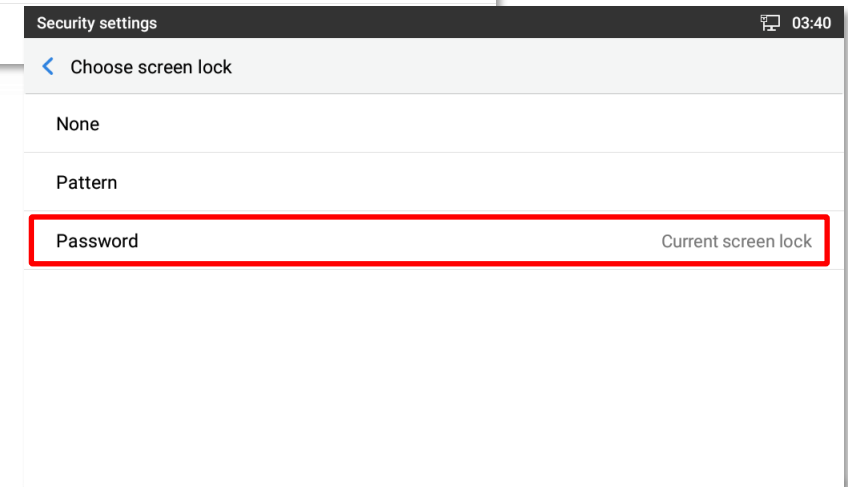 Security settings 03:40
Choose screen lock
None
Pattern
Password Current screen lock